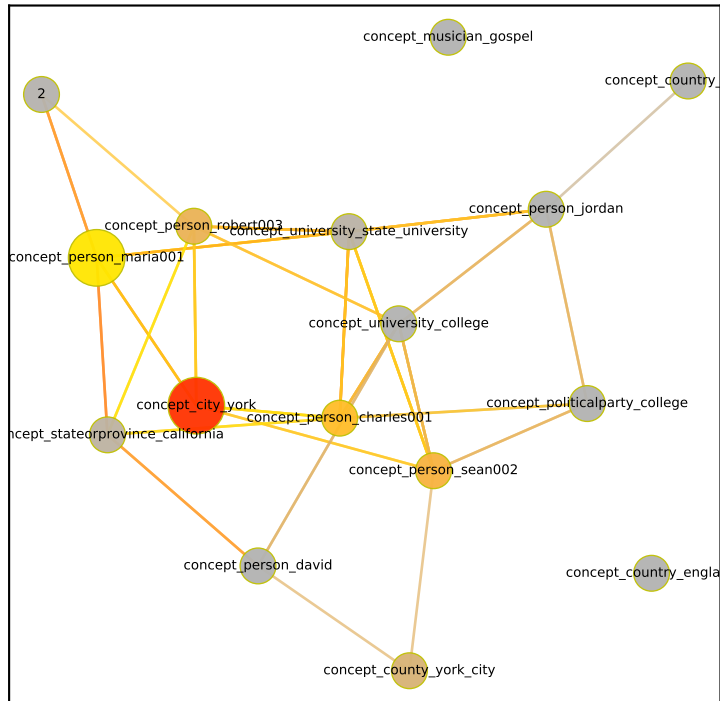 concept_musician_gospel
concept_country_
2
concept_person_jordan
concept_person_robert003
concept_university_state_university
concept_person_maria001
concept_university_college
concept_politicalparty_college
concept_city_york
concept_person_charles001
ncept_stateorprovince_california
concept_person_sean002
concept_person_david
concept_country_engla
concept_county_york_city